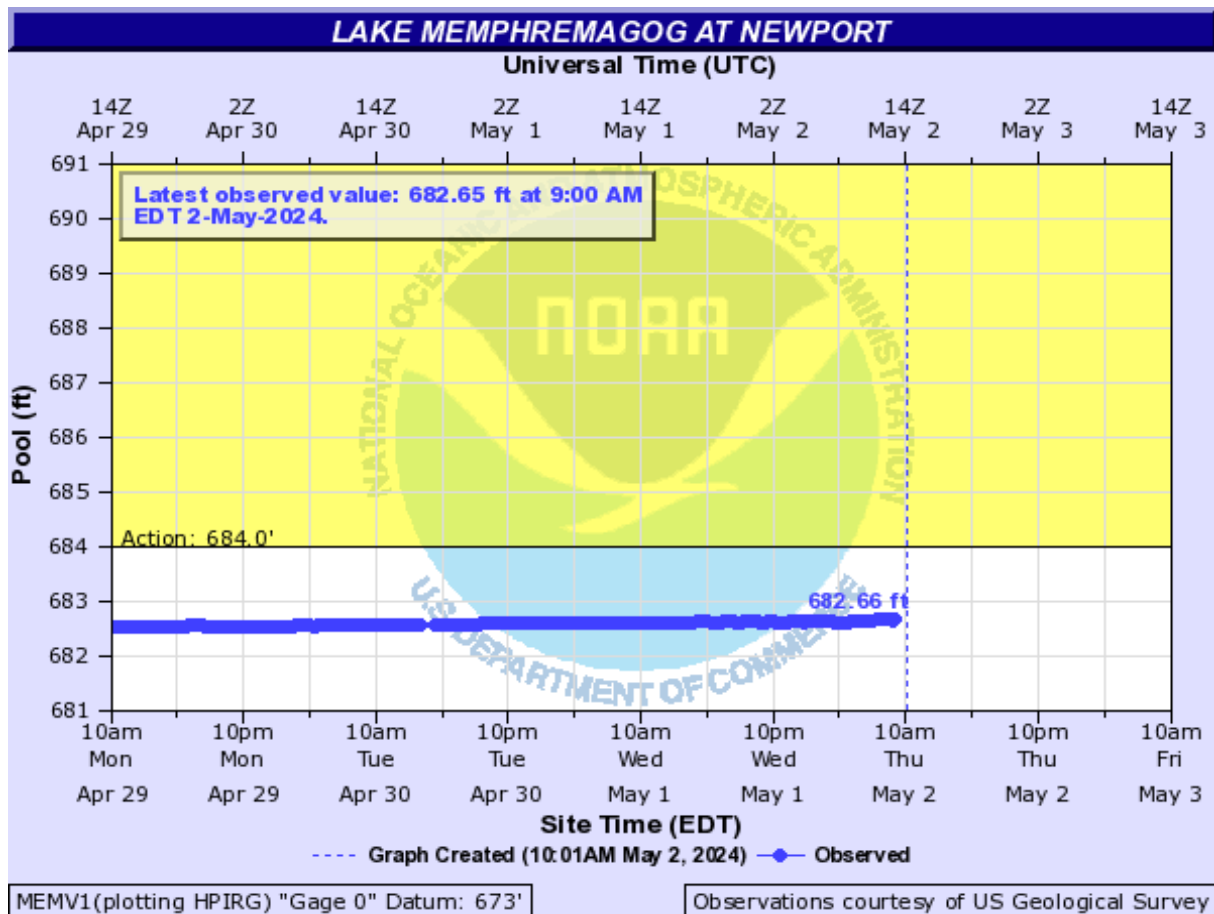 LAKE MEMPHREMAGOG AT NEWPORT
Universal Time (UTC)
14Z 2Z 14Z 2Z 14Z 2Z 14Z 2Z 14Z
Apr 29 Apr 30 Apr 30 May 1 May 1 May 2 May 2 May 3 May 3
691
Latest observed value: 682.65 ft at 9:00 AM
EDT 2-May-2024.
690
689
688
687
686
685
684
683
682
681
Pool (ft)
NATIONAL OCEANIC AND ATMOSPHERIC ADMINISTRATION
NOAA
U.S. DEPARTMENT OF COMMERCE
Action: 684.0'
682.66 ft
10am 10pm 10am 10pm 10am 10pm 10am 10pm 10am
Mon Mon Tue Tue Wed Wed Thu Thu Fri
Apr 29 Apr 29 Apr 30 Apr 30 May 1 May 1 May 2 May 2 May 3
Site Time (EDT)
Graph Created (10:01AM May 2, 2024) Observed
MEMV1(plotting HPIRG) "Gage 0" Datum: 673'
Observations courtesy of US Geological Survey